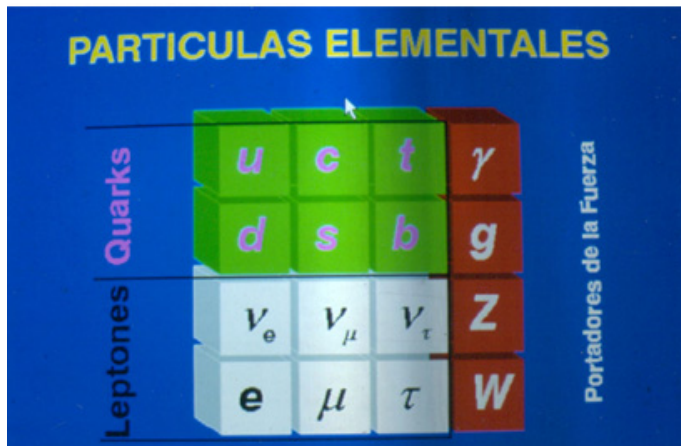 PARTICULAS ELEMENTALES
Quarks
u c t γ
d s b g
Leptones
νe νμ ντ Z
e μ τ W
Portadores de la Fuerza